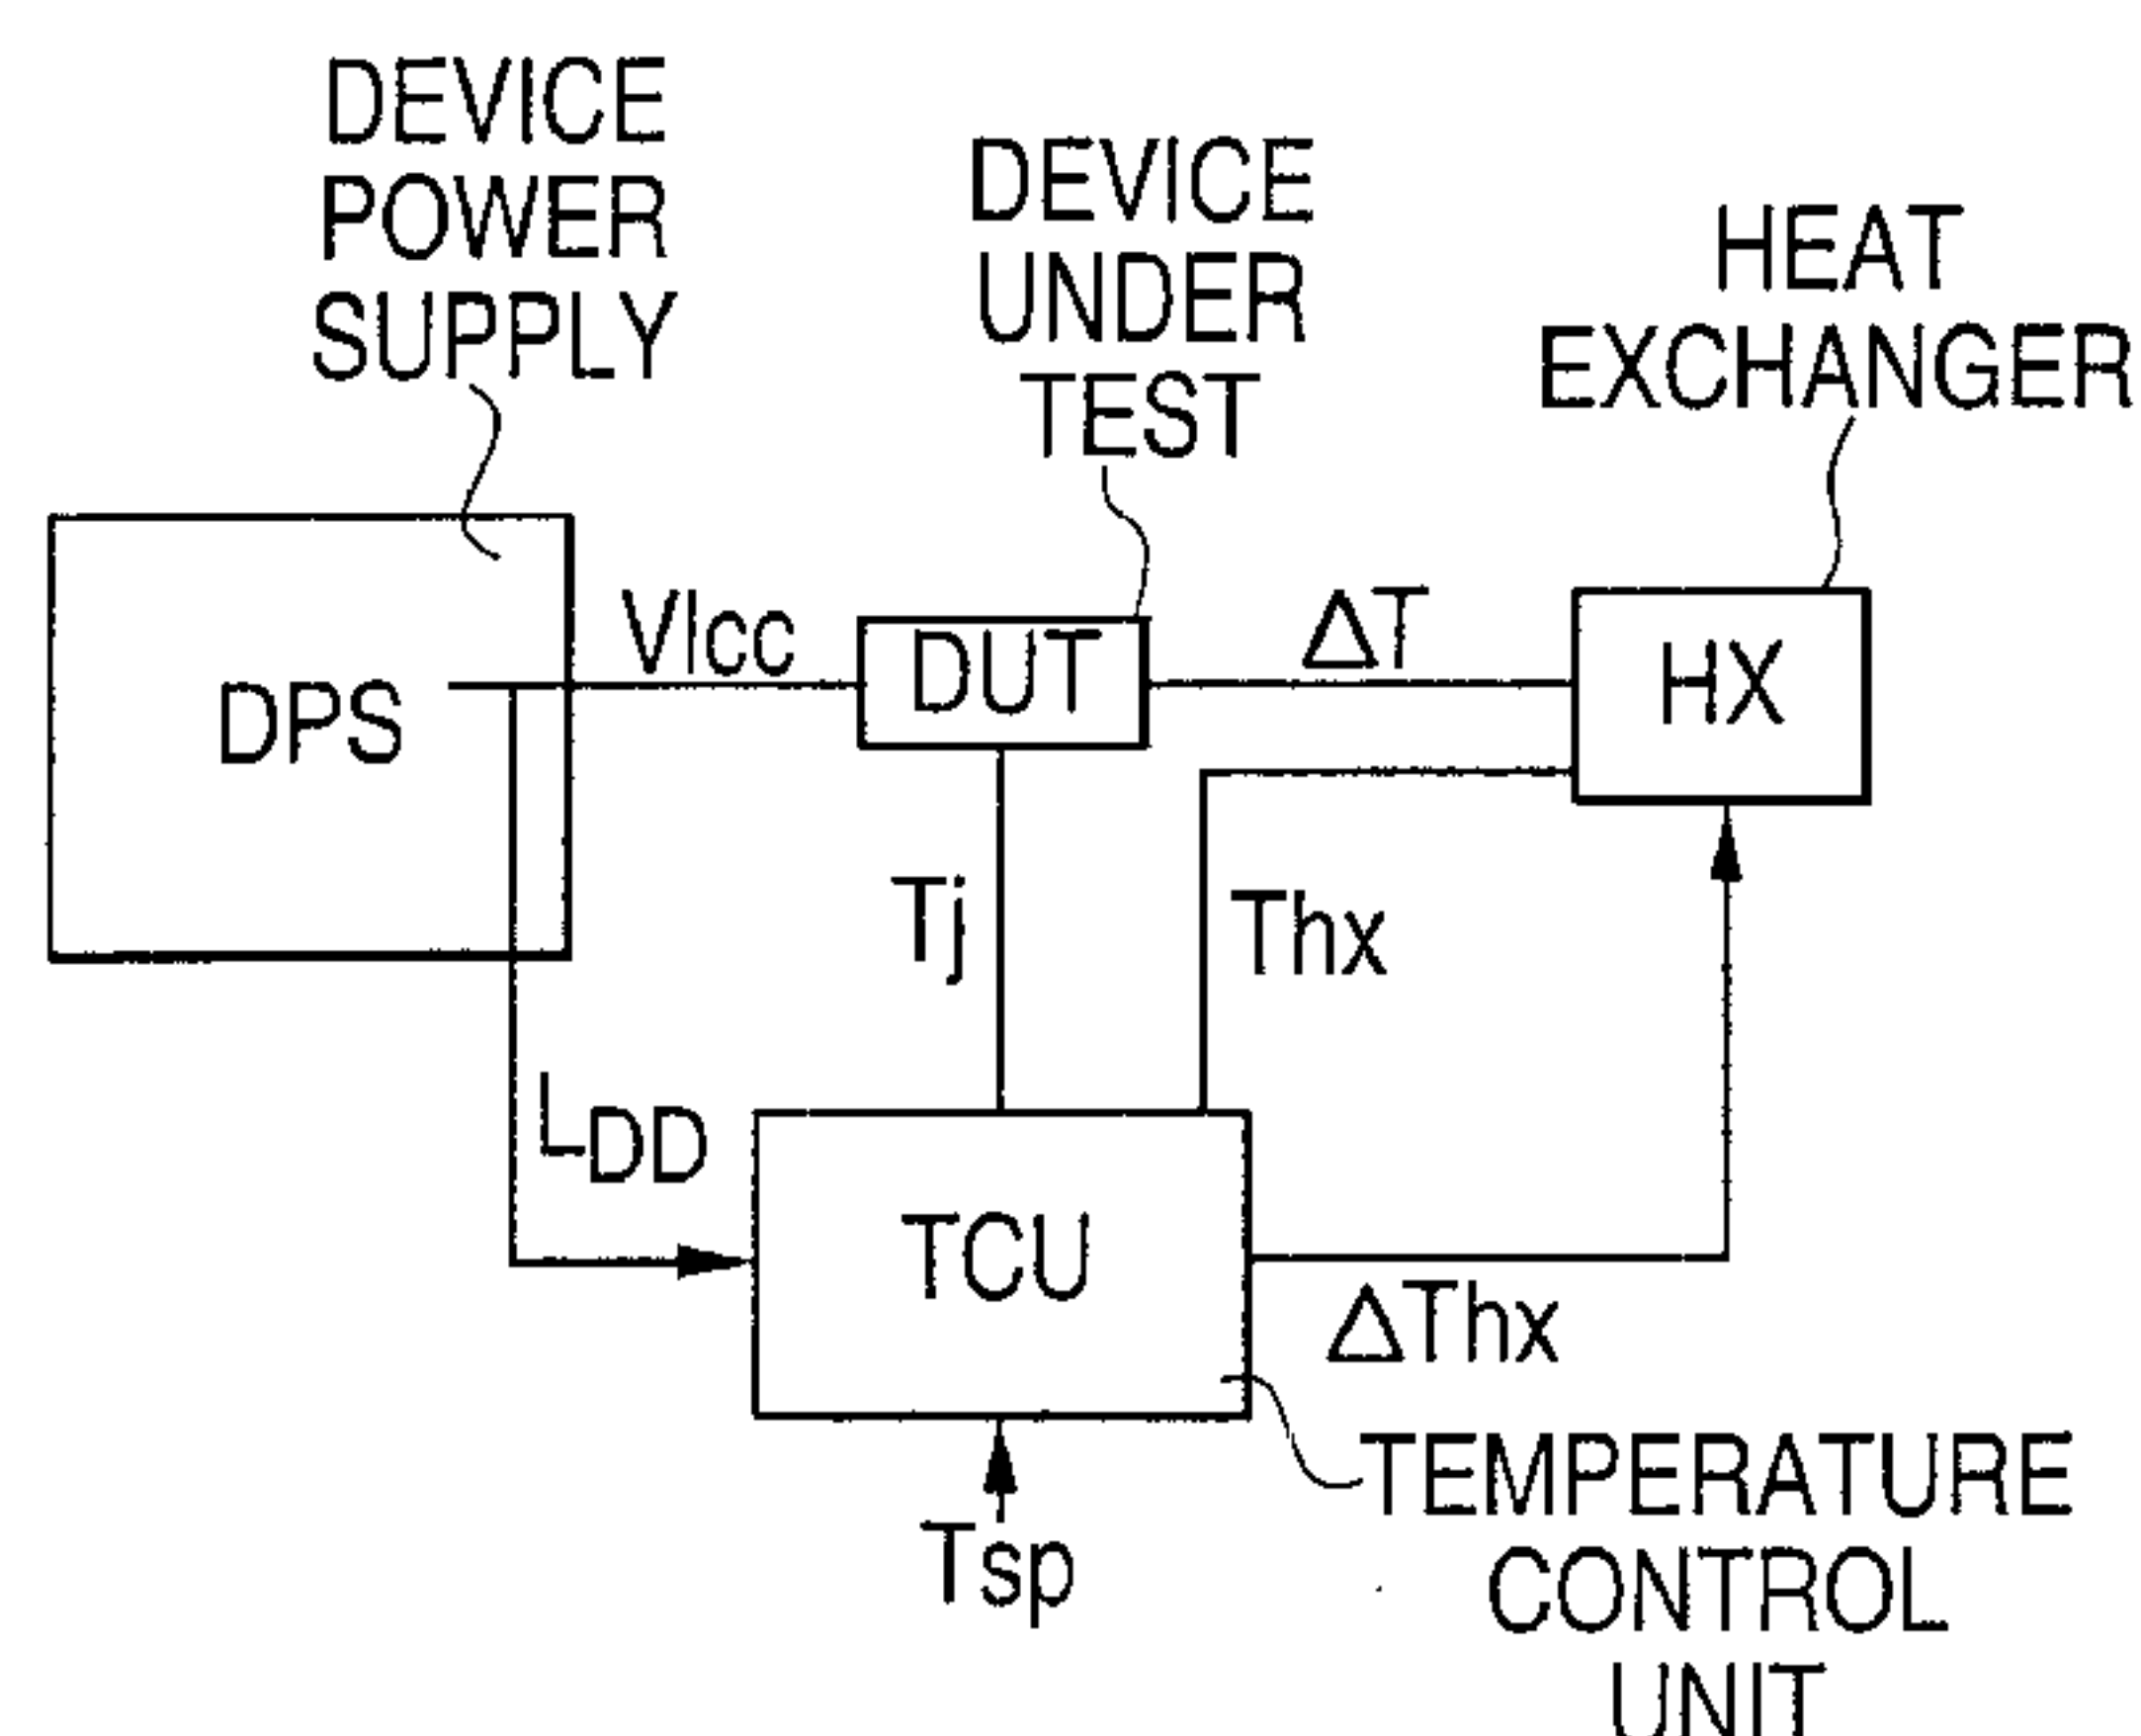 DEVICE
POWER
SUPPLY
DEVICE
UNDER
TEST
HEAT
EXCHANGER
DPS
VIcc
DUT
ΔT
HX
Tj
Thx
LDD
TCU
ΔThx
Tsp
TEMPERATURE
CONTROL
UNIT